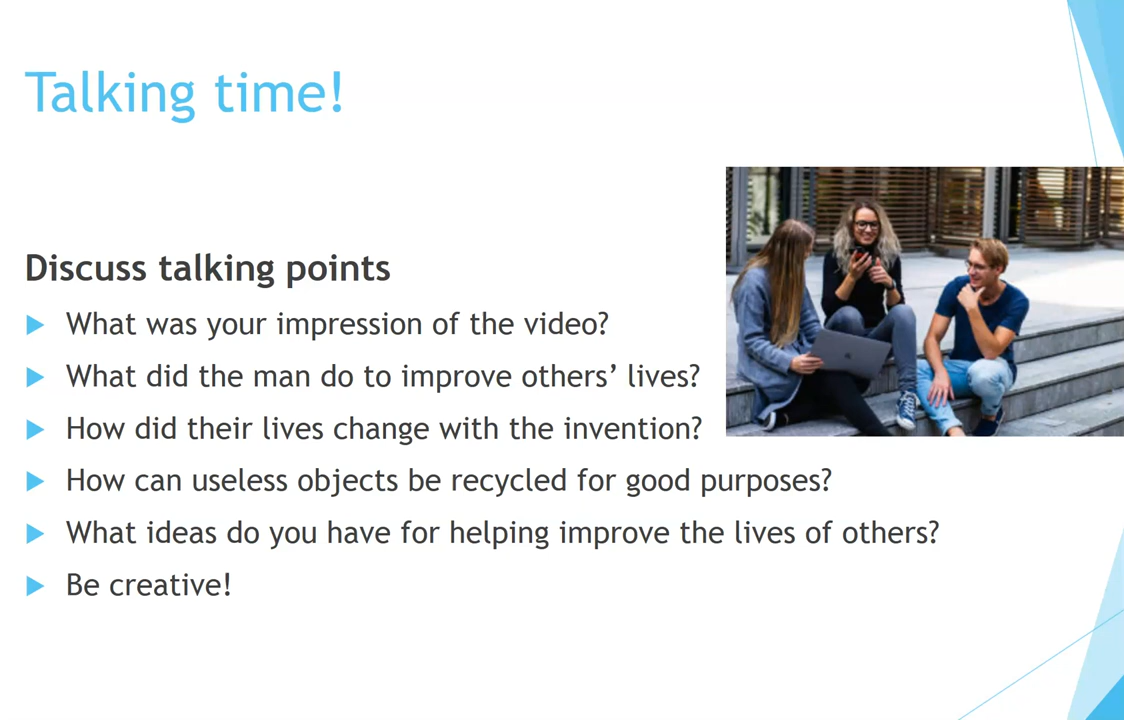 Talking time!
Discuss talking points
What was your impression of the video?
What did the man do to improve others’ lives?
How did their lives change with the invention?
How can useless objects be recycled for good purposes?
What ideas do you have for helping improve the lives of others?
Be creative!